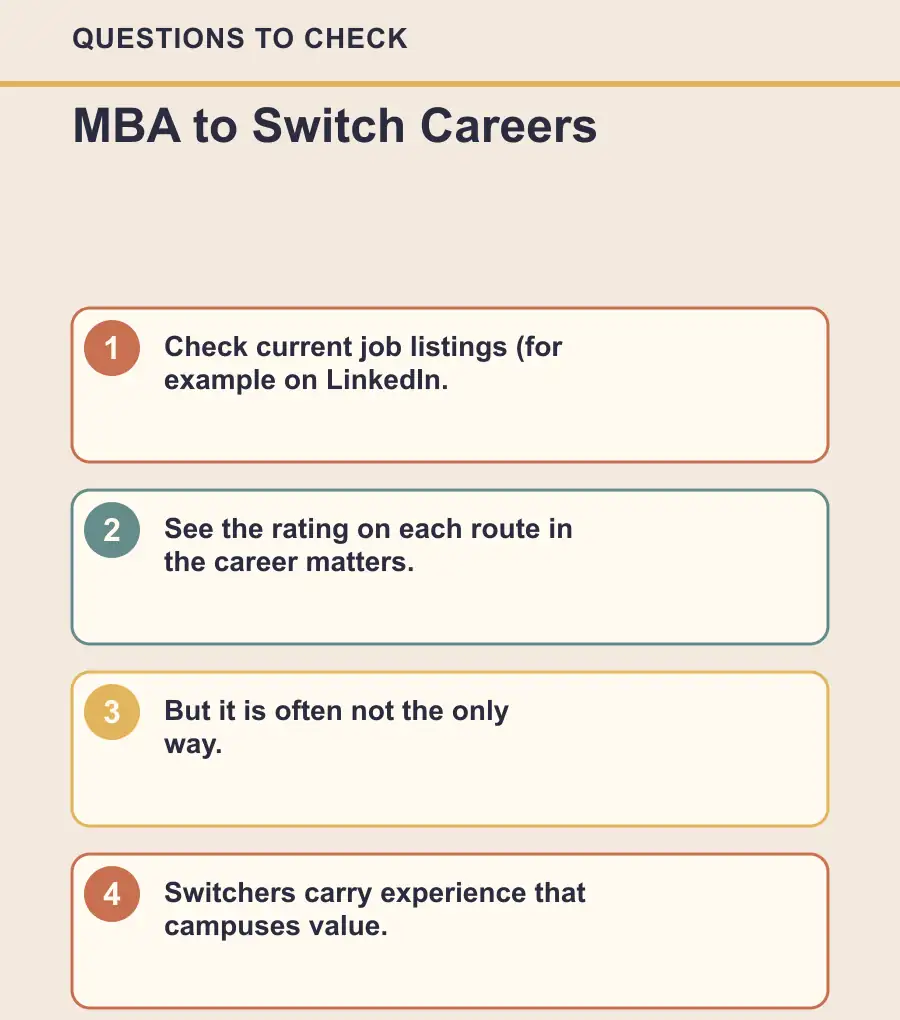 QUESTIONS TO CHECK
MBA to Switch Careers
1
Check current job listings (for
example on LinkedIn.
2
See the rating on each route in
the career matters.
3
But it is often not the only
way.
4
Switchers carry experience that
campuses value.